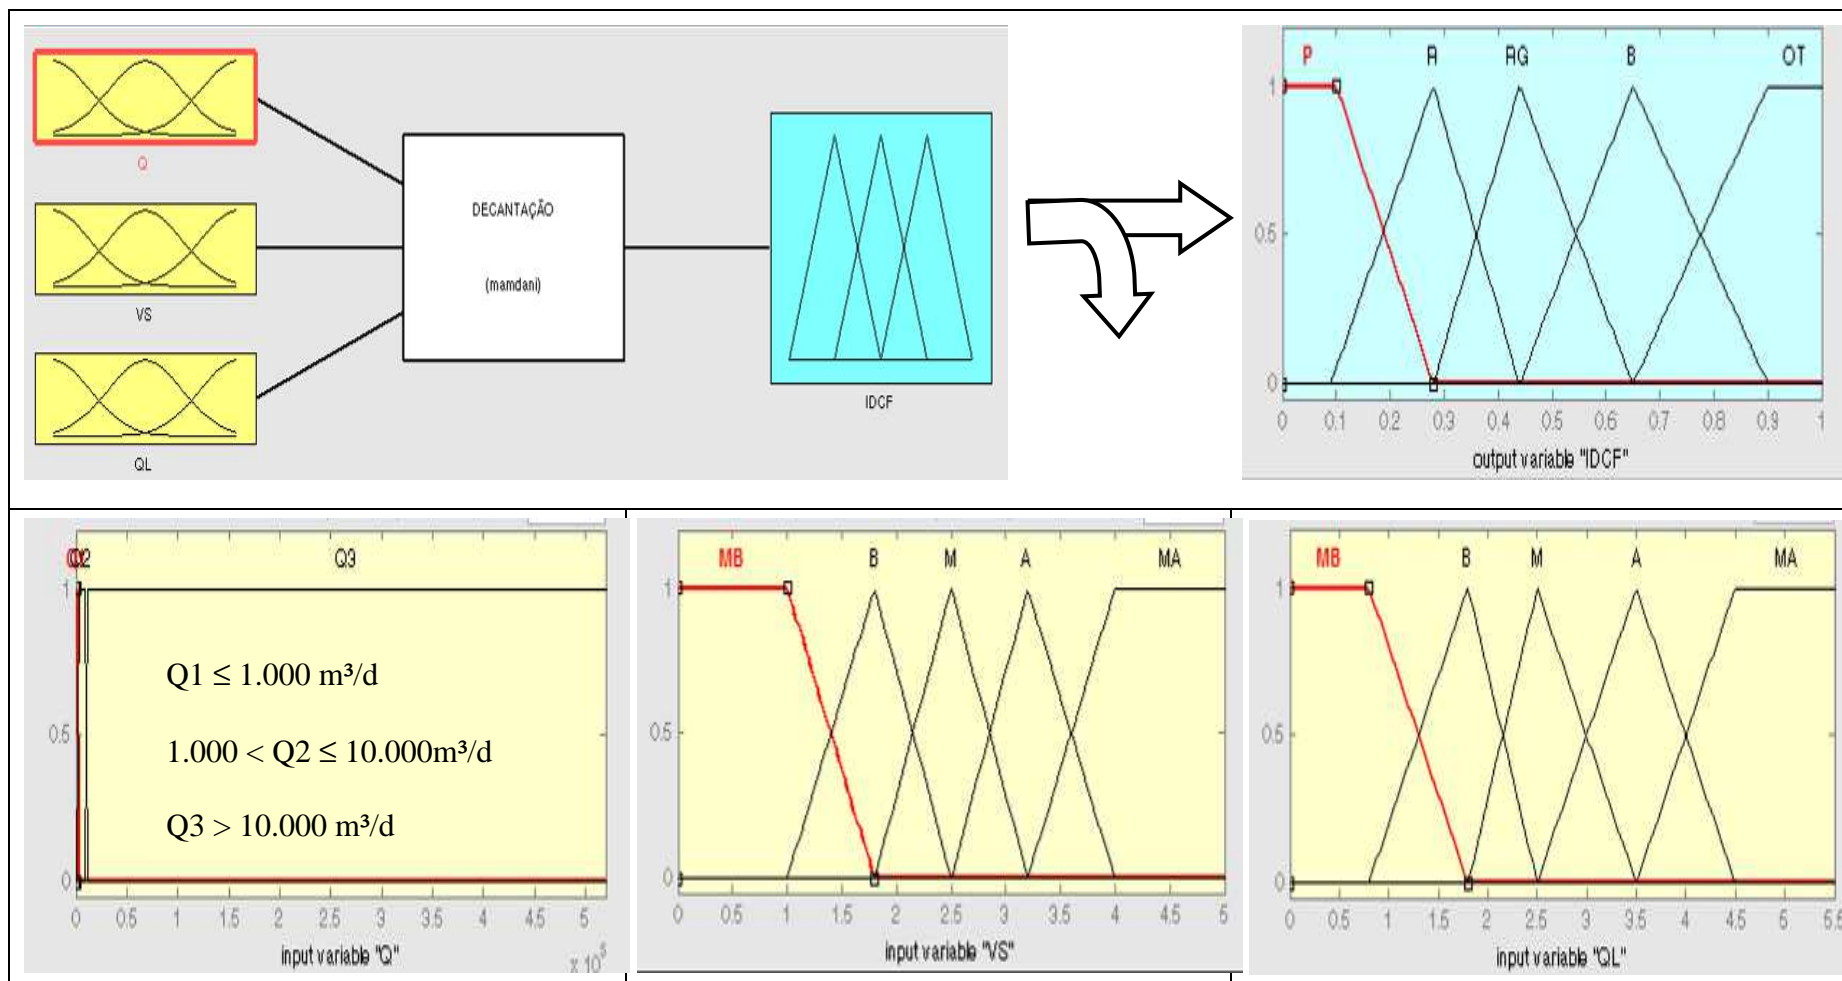 Q
VS
QL
DECANTAÇÃO
(mamdani)
IDCF
P R RG B OT
1
0.5
0
0 0.1 0.2 0.3 0.4 0.5 0.6 0.7 0.8 0.9 1
output variable "IDCF"
Q2 Q3
1
0.5
0
Q1 ≤ 1.000 m³/d
1.000 < Q2 ≤ 10.000m³/d
Q3 > 10.000 m³/d
0 0.5 1 1.5 2 2.5 3 3.5 4 4.5 5
input variable "Q"
x 10⁵
MB B M A MA
1
0.5
0
0 0.5 1 1.5 2 2.5 3 3.5 4 4.5 5
input variable "VS"
MB B M A MA
1
0.5
0
0 0.5 1 1.5 2 2.5 3 3.5 4 4.5 5 5.5
input variable "QL"